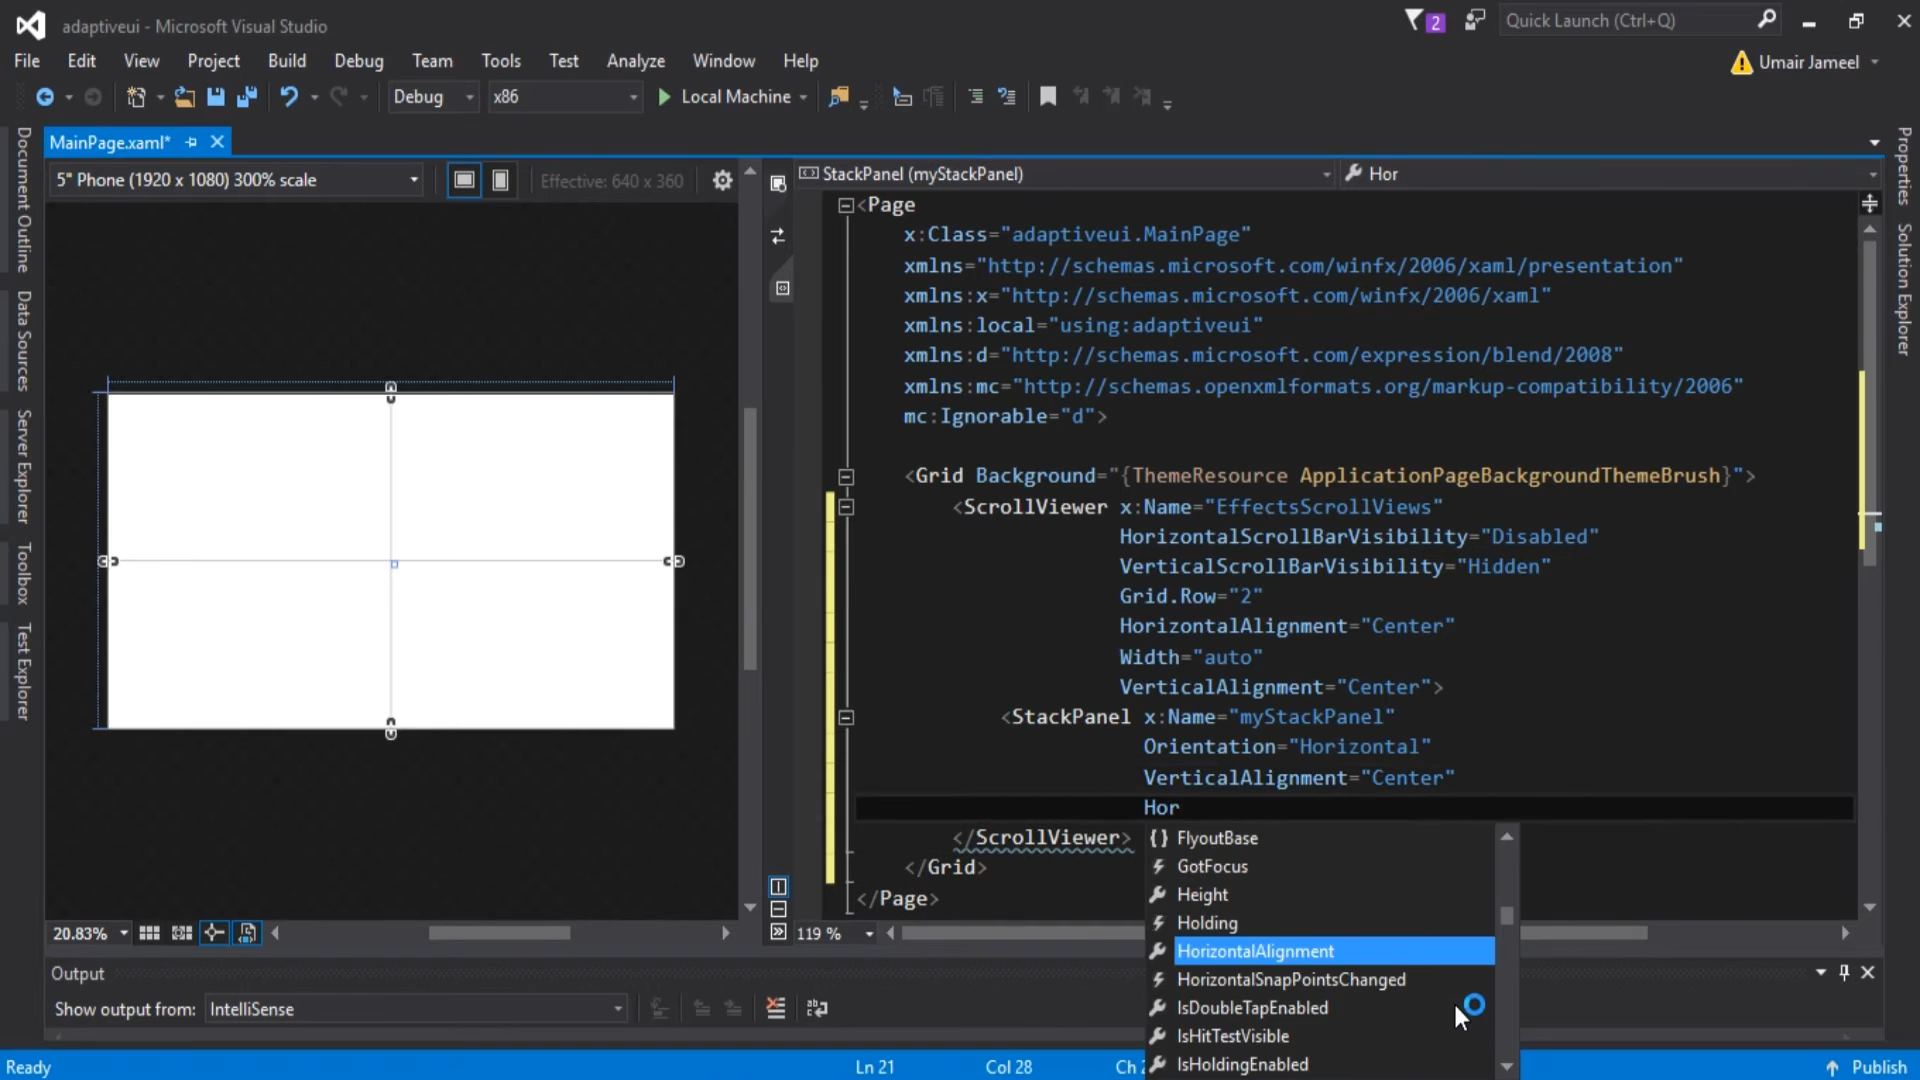 adaptiveui - Microsoft Visual Studio
2
Quick Launch (Ctrl+Q)
File Edit View Project Build Debug Team Tools Test Analyze Window Help
Umair Jameel
Debug x86 Local Machine
MainPage.xaml*
5" Phone (1920 x 1080) 300% scale
Effective: 640 x 360
StackPanel (myStackPanel)
Hor
Document Outline
Data Sources
Server Explorer
Toolbox
Test Explorer
Properties
Solution Explorer
<Page
x:Class="adaptiveui.MainPage"
xmlns="http://schemas.microsoft.com/winfx/2006/xaml/presentation"
xmlns:x="http://schemas.microsoft.com/winfx/2006/xaml"
xmlns:local="using:adaptiveui"
xmlns:d="http://schemas.microsoft.com/expression/blend/2008"
xmlns:mc="http://schemas.openxmlformats.org/markup-compatibility/2006"
mc:Ignorable="d">
<Grid Background="{ThemeResource ApplicationPageBackgroundThemeBrush}">
<ScrollViewer x:Name="EffectsScrollViews"
HorizontalScrollBarVisibility="Disabled"
VerticalScrollBarVisibility="Hidden"
Grid.Row="2"
HorizontalAlignment="Center"
Width="auto"
VerticalAlignment="Center">
<StackPanel x:Name="myStackPanel"
Orientation="Horizontal"
VerticalAlignment="Center"
Hor
</ScrollViewer>
</Grid>
</Page>
FlyoutBase
GotFocus
Height
Holding
HorizontalAlignment
HorizontalSnapPointsChanged
IsDoubleTapEnabled
IsHitTestVisible
IsHoldingEnabled
20.83%
119 %
Output
Show output from: IntelliSense
Ready
Ln 21
Col 28
Ch
Publish